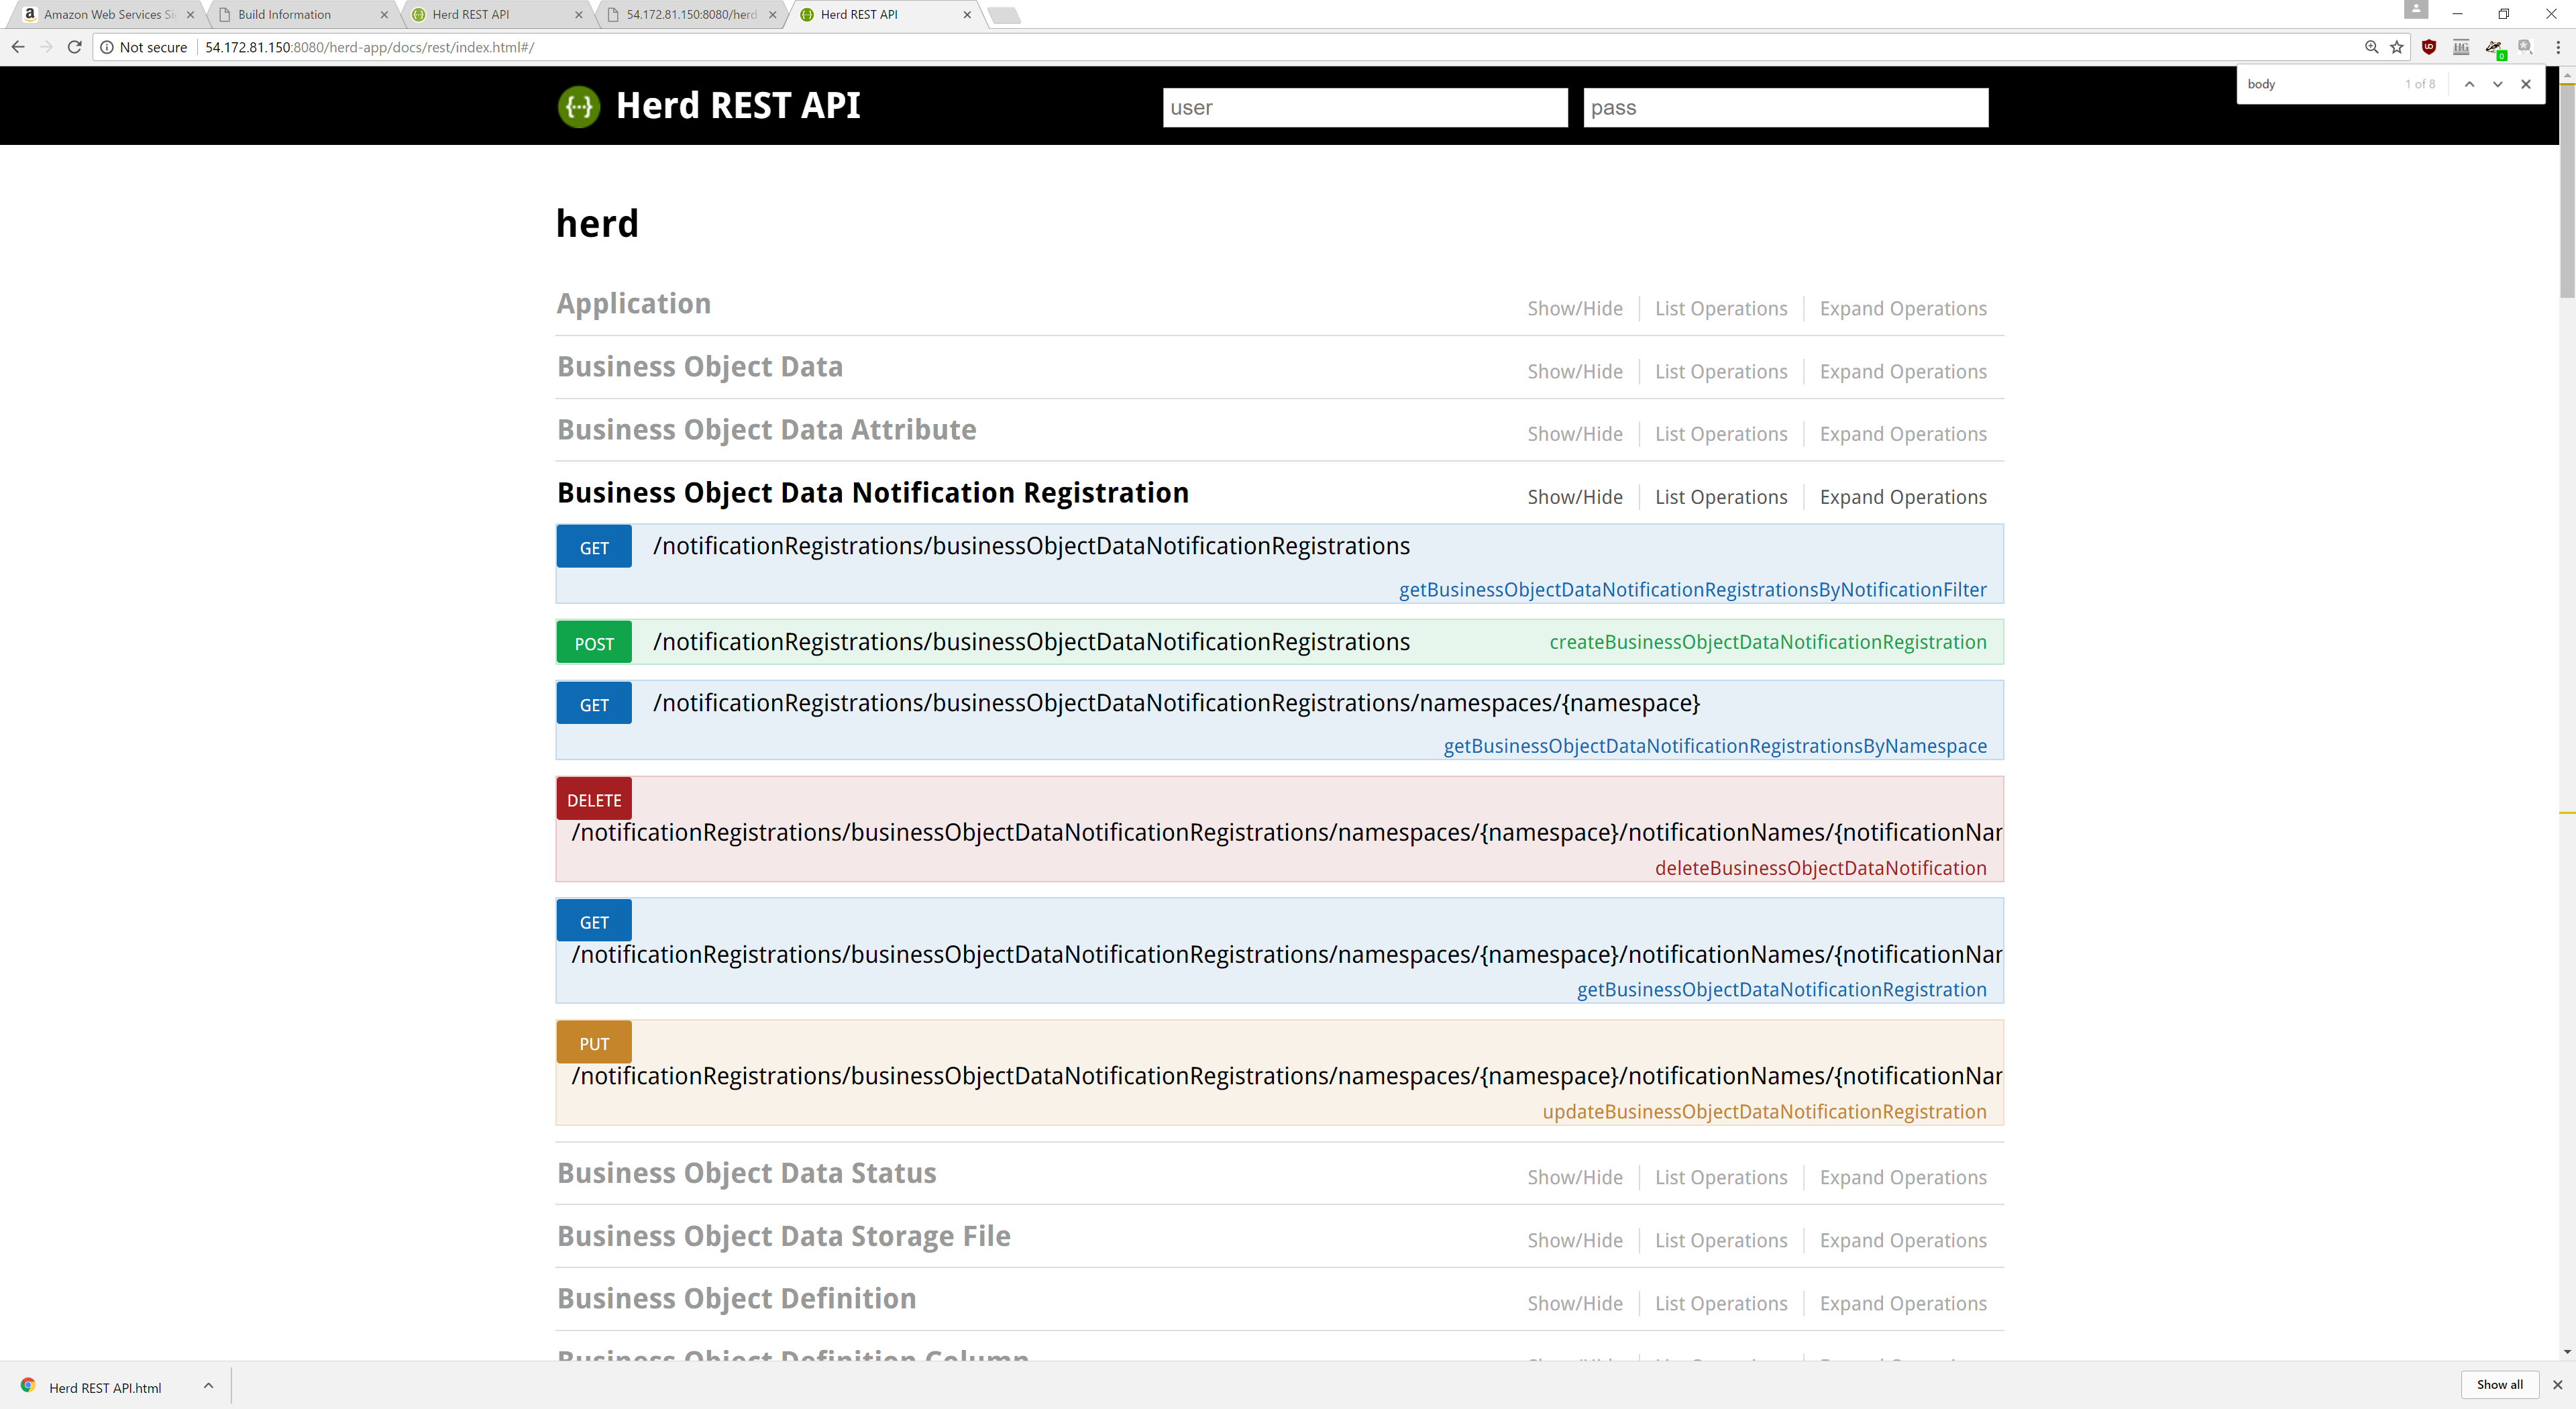 Amazon Web Services Si
Build Information
Herd REST API
54.172.81.150:8080/herd
Herd REST API
Not secure
54.172.81.150:8080/herd-app/docs/rest/index.html#/
body
1 of 8
Herd REST API
user
pass
herd
Application
Show/Hide List Operations Expand Operations
Business Object Data
Show/Hide List Operations Expand Operations
Business Object Data Attribute
Show/Hide List Operations Expand Operations
Business Object Data Notification Registration
Show/Hide List Operations Expand Operations
GET /notificationRegistrations/businessObjectDataNotificationRegistrations
getBusinessObjectDataNotificationRegistrationsByNotificationFilter
POST /notificationRegistrations/businessObjectDataNotificationRegistrations
createBusinessObjectDataNotificationRegistration
GET /notificationRegistrations/businessObjectDataNotificationRegistrations/namespaces/{namespace}
getBusinessObjectDataNotificationRegistrationsByNamespace
DELETE
/notificationRegistrations/businessObjectDataNotificationRegistrations/namespaces/{namespace}/notificationNames/{notificationNar
deleteBusinessObjectDataNotification
GET
/notificationRegistrations/businessObjectDataNotificationRegistrations/namespaces/{namespace}/notificationNames/{notificationNar
getBusinessObjectDataNotificationRegistration
PUT
/notificationRegistrations/businessObjectDataNotificationRegistrations/namespaces/{namespace}/notificationNames/{notificationNar
updateBusinessObjectDataNotificationRegistration
Business Object Data Status
Show/Hide List Operations Expand Operations
Business Object Data Storage File
Show/Hide List Operations Expand Operations
Business Object Definition
Show/Hide List Operations Expand Operations
Business Object Definition Column
Herd REST API.html
Show all